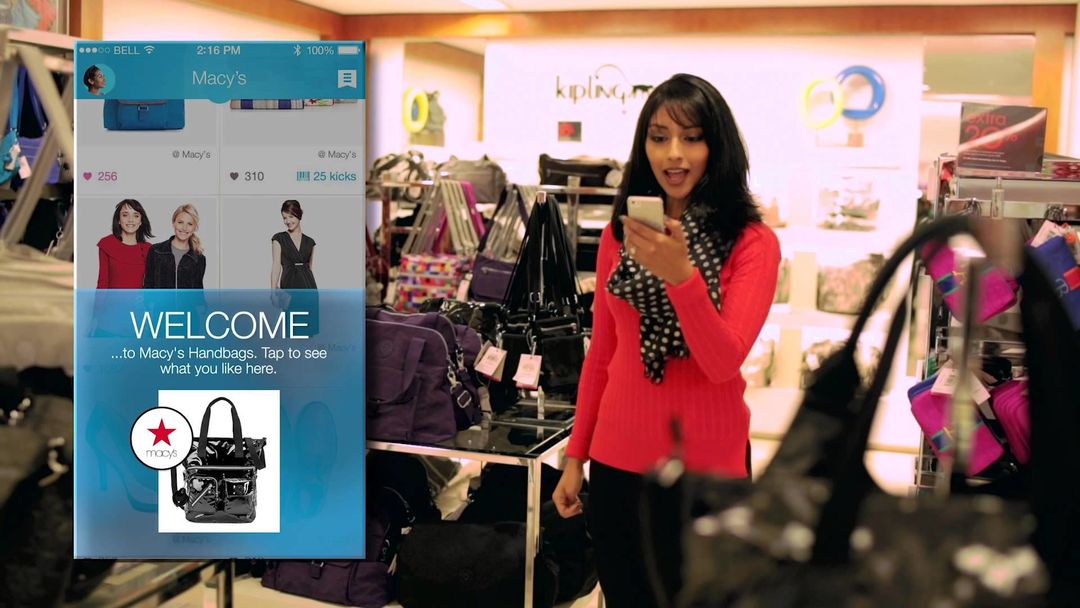 BELL 2:16 PM 100%
Macy's
@ Macy's @ Macy's
256 310 25 kicks
WELCOME
...to Macy's Handbags. Tap to see
what you like here.
macy's
kipling
extra
20%